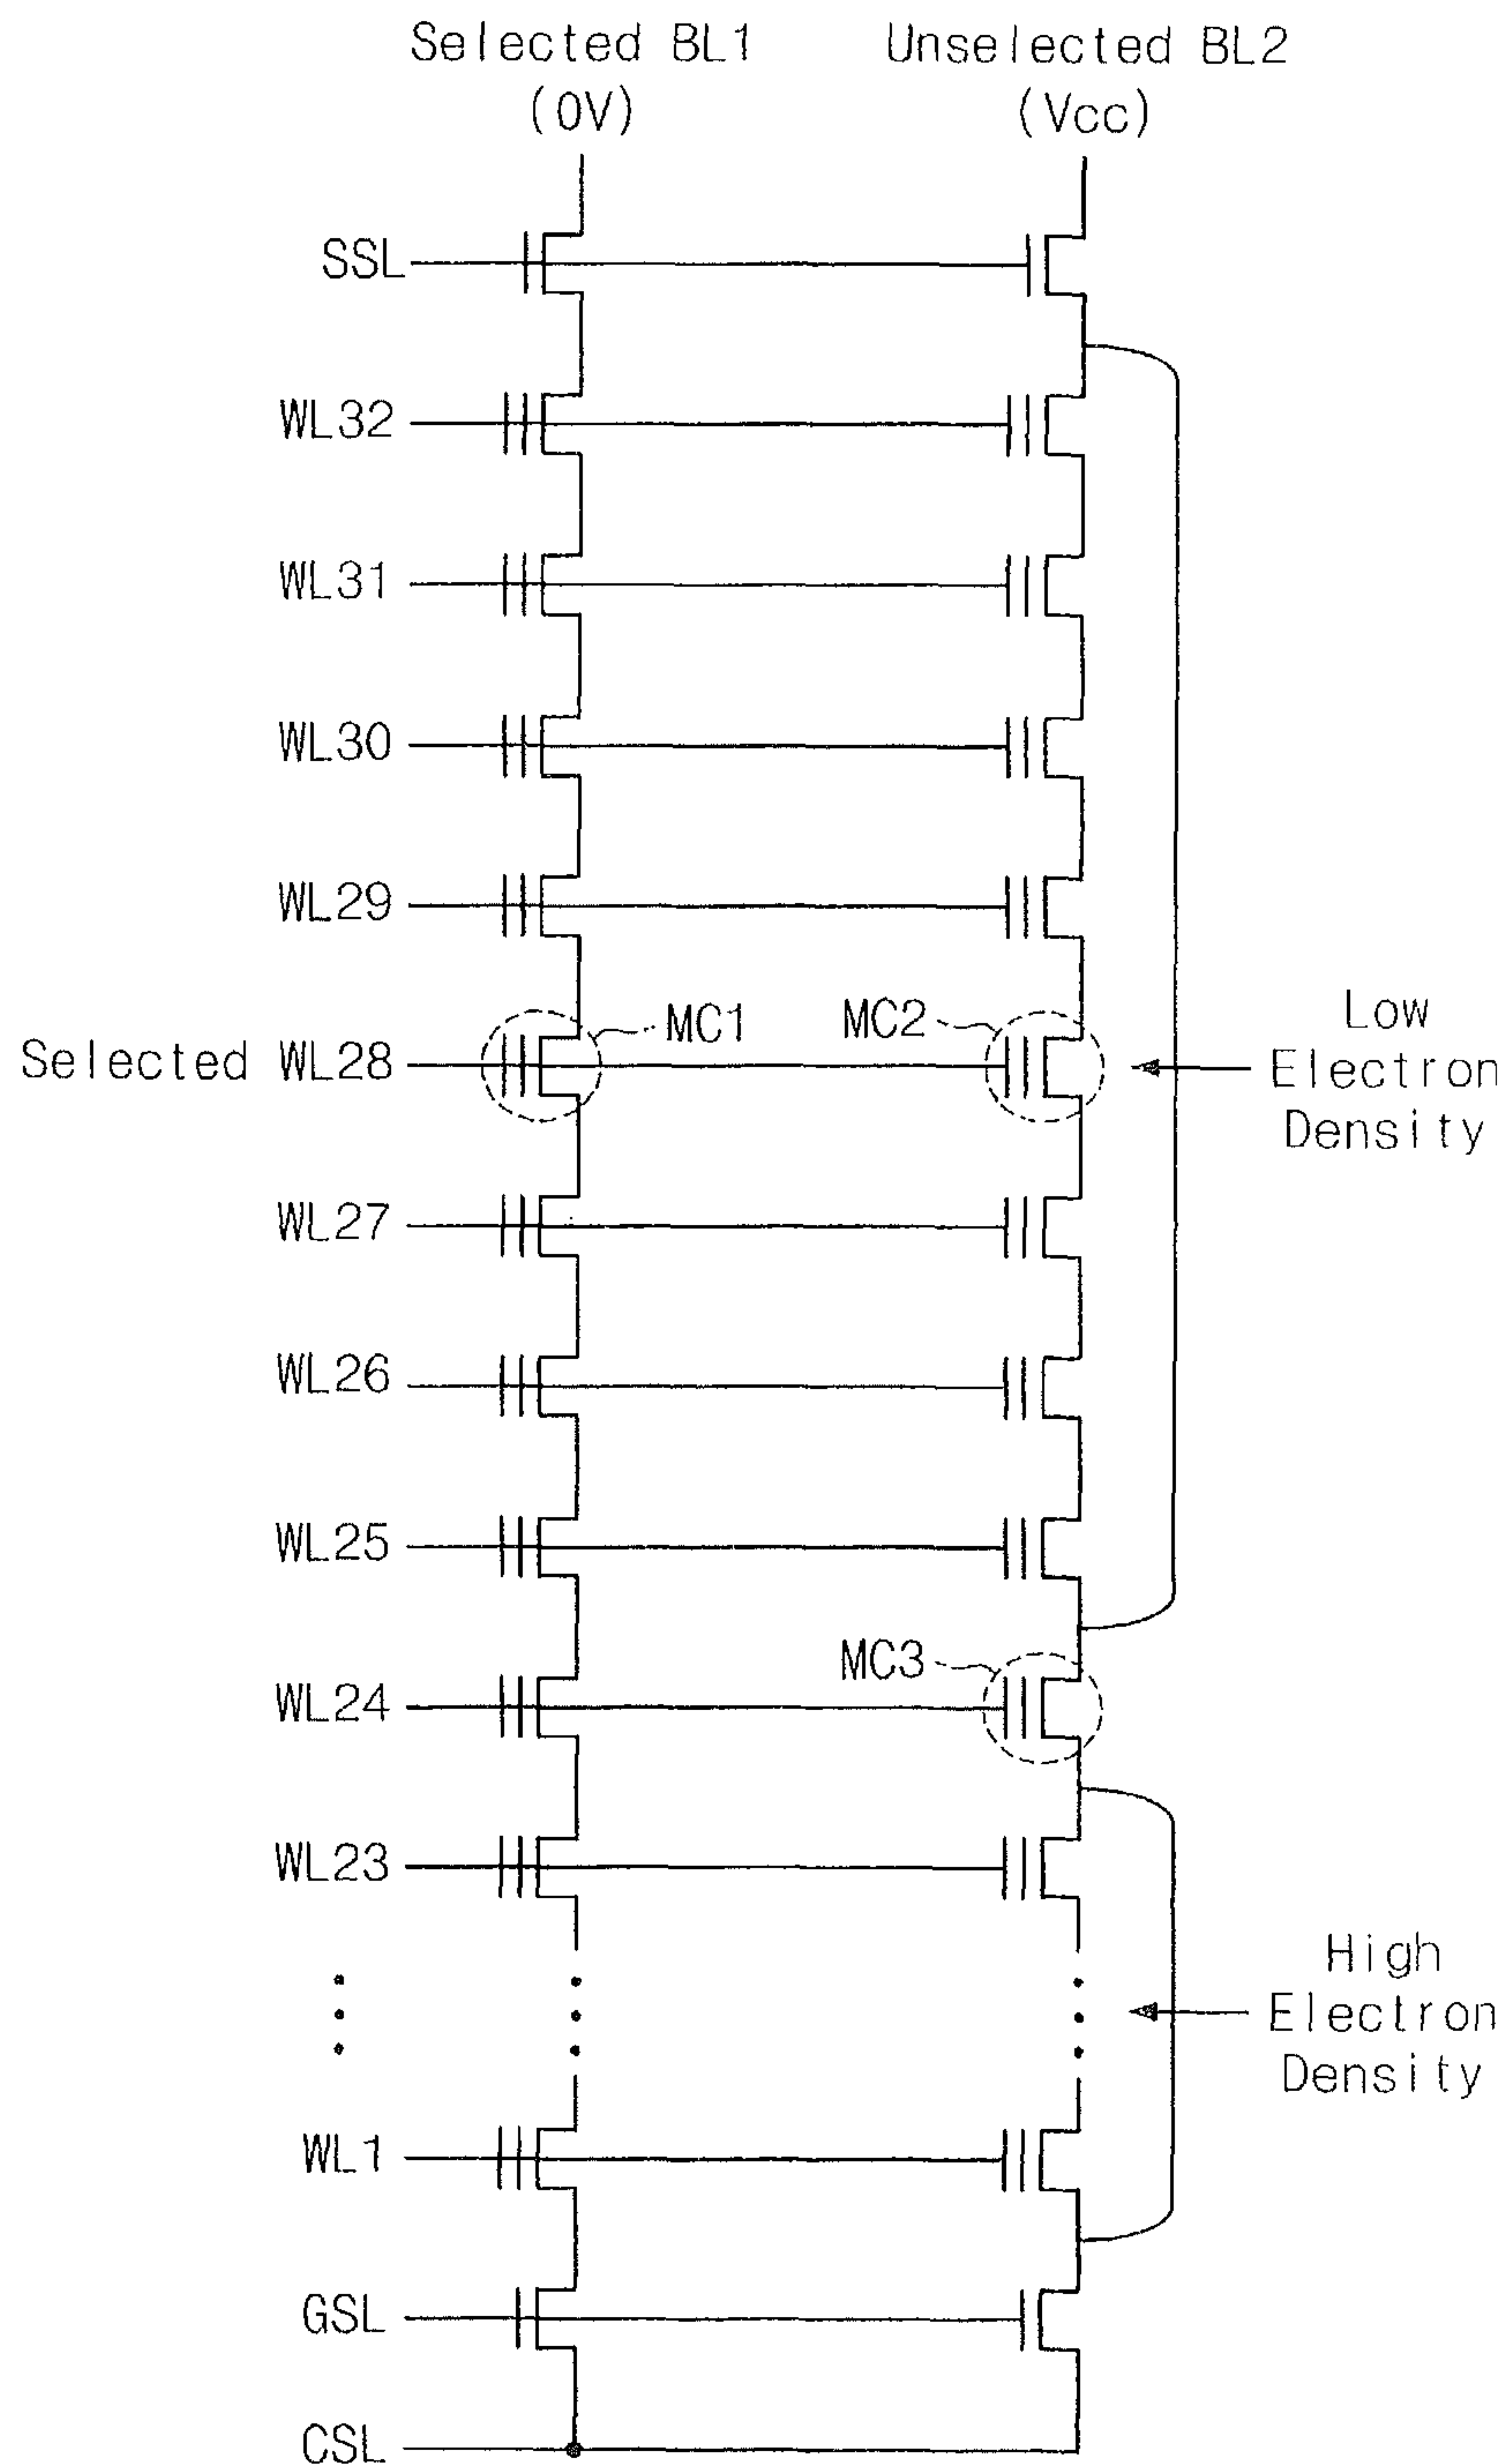 Selected BL1
(0V)
Unselected BL2
(Vcc)
SSL
WL32
WL31
WL30
WL29
Selected WL28
MC1
MC2
Low
Electron
Density
WL27
WL26
WL25
MC3
WL24
WL23
High
Electron
Density
WL1
GSL
CSL